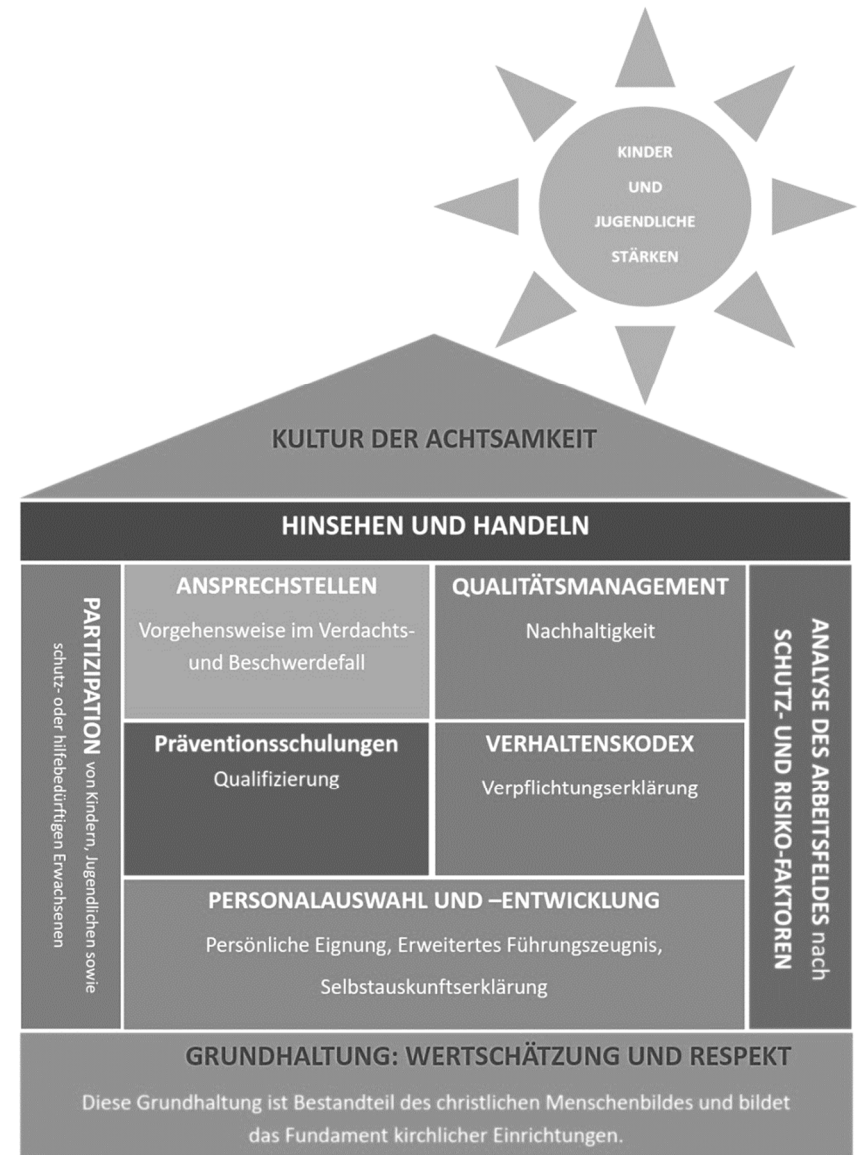 KINDER
UND
JUGENDLICHE
STÄRKEN
KULTUR DER ACHTSAMKEIT
HINSEHEN UND HANDELN
PARTIZIPATION von Kindern, Jugendlichen sowie
schutz- oder hilfebedürftigen Erwachsenen
ANSPRECHSTELLEN
Vorgehensweise im Verdachts-
und Beschwerdefall
QUALITÄTSMANAGEMENT
Nachhaltigkeit
Präventionsschulungen
Qualifizierung
VERHALTENSKODEX
Verpflichtungserklärung
PERSONALAUSWAHL UND –ENTWICKLUNG
Persönliche Eignung, Erweitertes Führungszeugnis,
Selbstauskunftserklärung
ANALYSE DES ARBEITSFELDES nach
SCHUTZ- UND RISIKO-FAKTOREN
GRUNDHALTUNG: WERTSCHÄTZUNG UND RESPEKT
Diese Grundhaltung ist Bestandteil des christlichen Menschenbildes und bildet
das Fundament kirchlicher Einrichtungen.